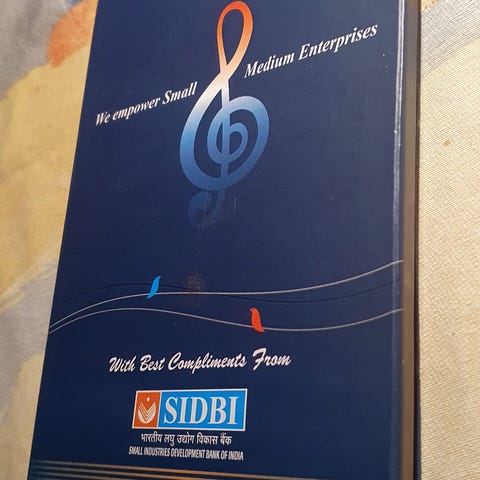 We empower Small & Medium Enterprises
With Best Compliments From
SIDBI
भारतीय लघु उद्योग विकास बैंक
SMALL INDUSTRIES DEVELOPMENT BANK OF INDIA